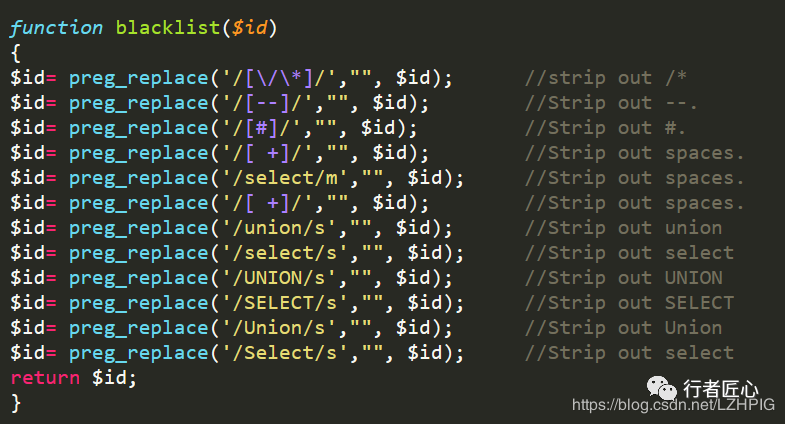 function blacklist($id)
{
$id= preg_replace('/[\/\*]/',"", $id);      //strip out /*
$id= preg_replace('/[--]/',"", $id);        //Strip out --.
$id= preg_replace('/[#]/',"", $id);         //Strip out #.
$id= preg_replace('/[ +]/',"", $id);        //Strip out spaces.
$id= preg_replace('/select/m',"", $id);     //Strip out spaces.
$id= preg_replace('/[ +]/',"", $id);        //Strip out spaces.
$id= preg_replace('/union/s',"", $id);      //Strip out union
$id= preg_replace('/select/s',"", $id);     //Strip out select
$id= preg_replace('/UNION/s',"", $id);      //Strip out UNION
$id= preg_replace('/SELECT/s',"", $id);     //Strip out SELECT
$id= preg_replace('/Union/s',"", $id);      //Strip out Union
$id= preg_replace('/Select/s',"", $id);     //Strip out select
return $id;
}
行者匠心
https://blog.csdn.net/LZHPIG